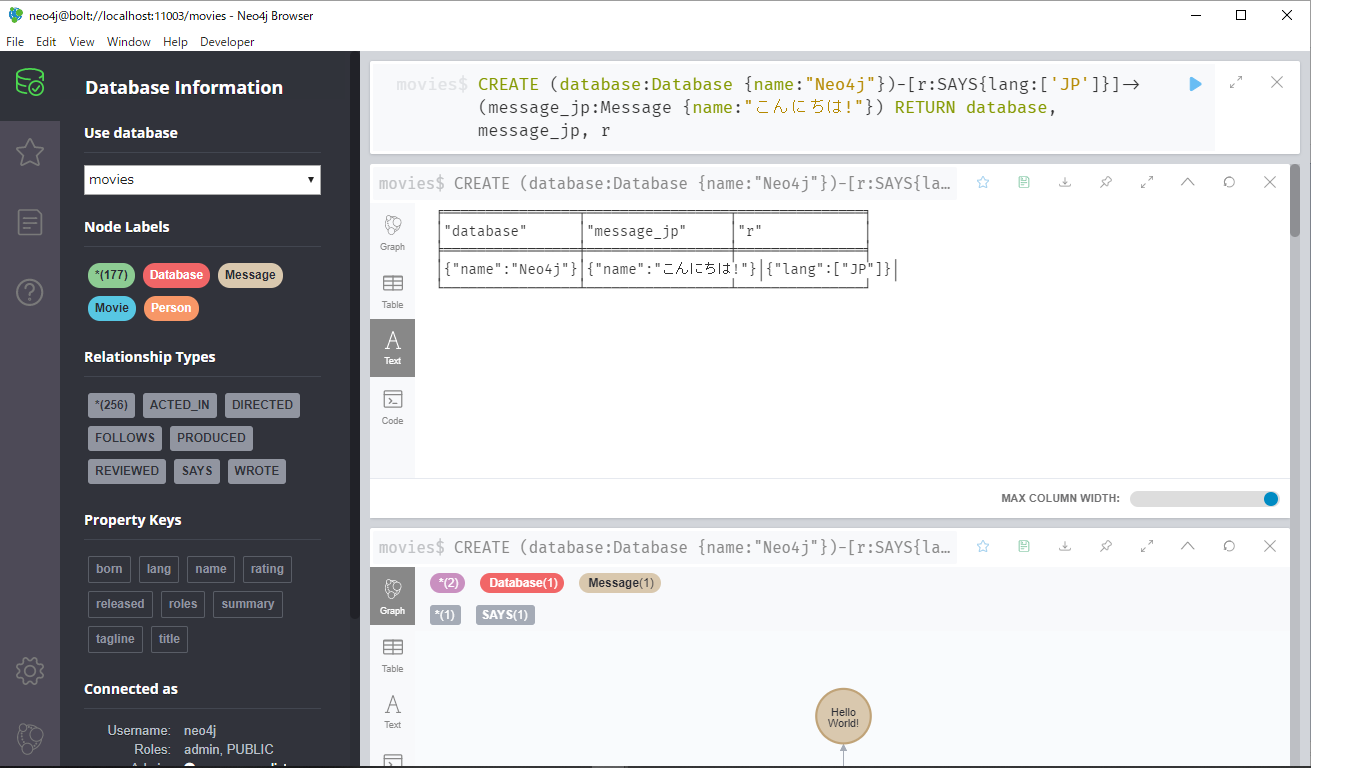 neo4j@bolt://localhost:11003/movies - Neo4j Browser
File Edit View Window Help Developer
Database Information
Use database
movies
Node Labels
*(177) Database Message
Movie Person
Relationship Types
*(256) ACTED_IN DIRECTED
FOLLOWS PRODUCED
REVIEWED SAYS WROTE
Property Keys
born lang name rating
released roles summary
tagline title
Connected as
Username: neo4j
Roles: admin, PUBLIC
movies$ CREATE (database:Database {name:"Neo4j"})-[r:SAYS{lang:['JP']}]->
(message_jp:Message {name:"こんにちは!"}) RETURN database,
message_jp, r
movies$ CREATE (database:Database {name:"Neo4j"})-[r:SAYS{la…
Graph
Table
Text
Code
"database" "message_jp" "r"
{"name":"Neo4j"} {"name":"こんにちは!"} {"lang":["JP"]}
MAX COLUMN WIDTH:
movies$ CREATE (database:Database {name:"Neo4j"})-[r:SAYS{la…
Graph
Table
Text
*(2) Database(1) Message(1)
*(1) SAYS(1)
Hello
World!